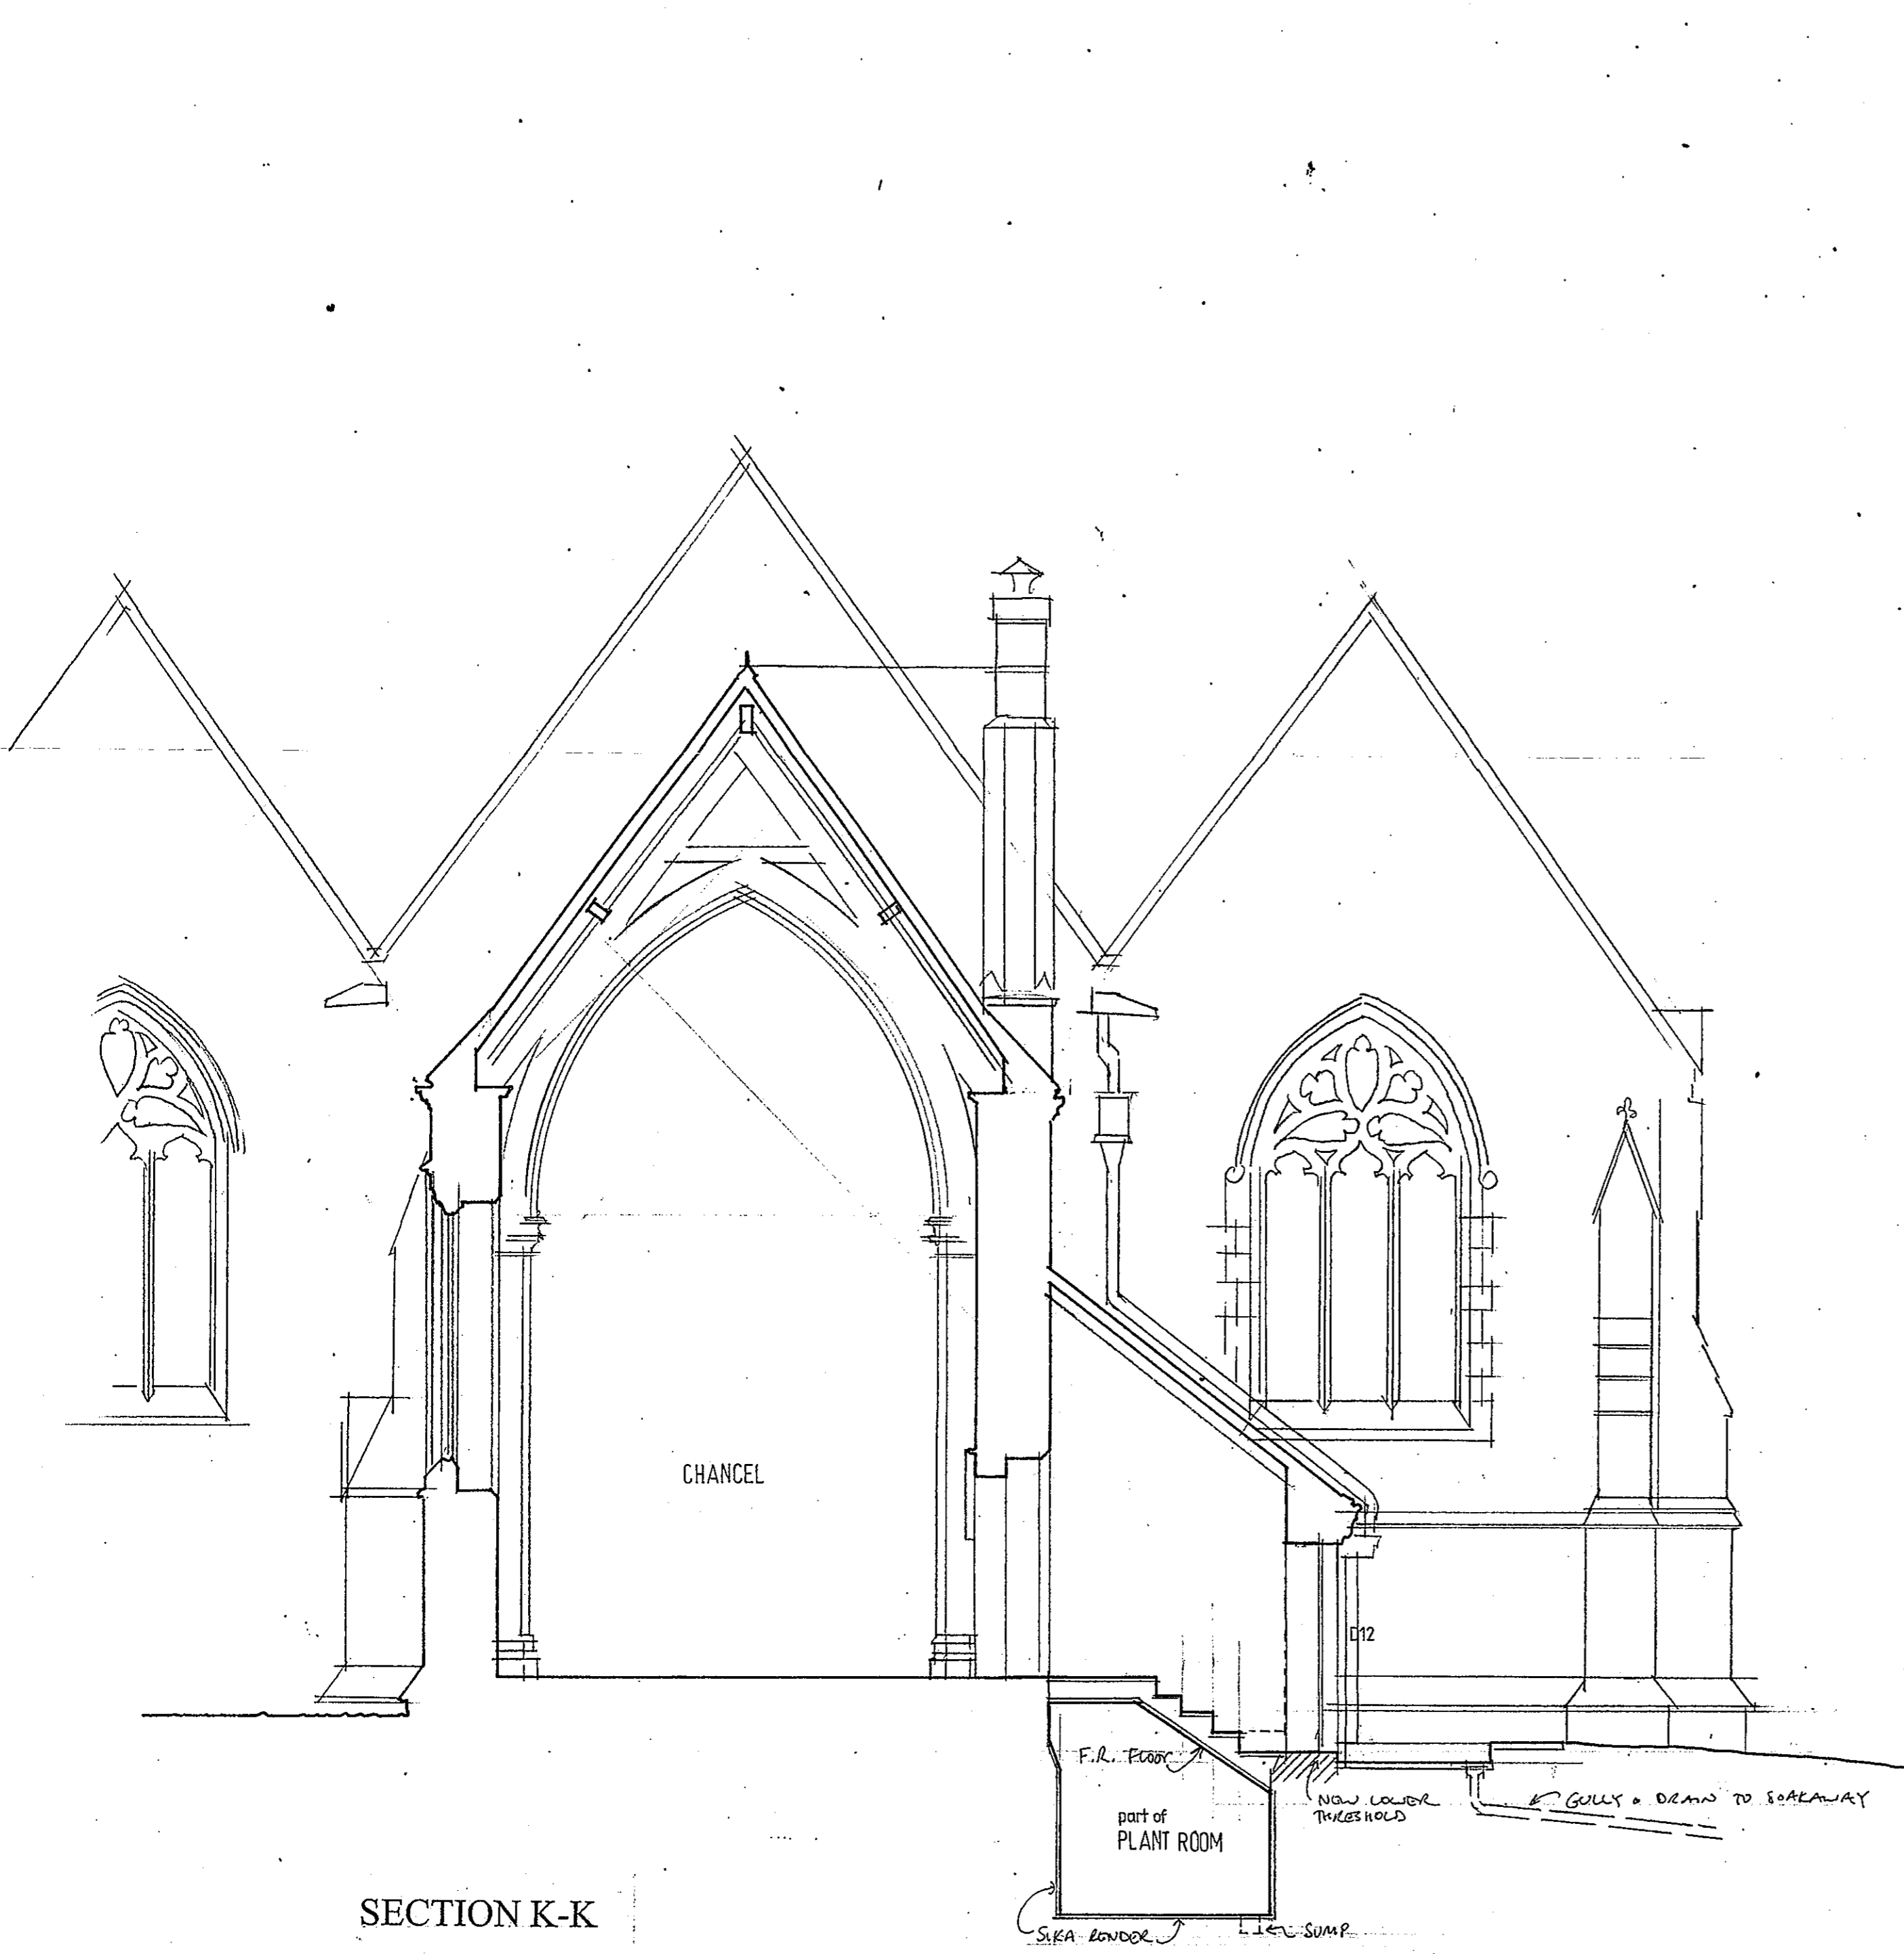 CHANCEL
D12
F.R. FLOOR
NEW LOWER
THRESHOLD
GULLY & DRAIN TO SOAKAWAY
part of
PLANT ROOM
SECTION K-K
SIKA RENDER
SUMP